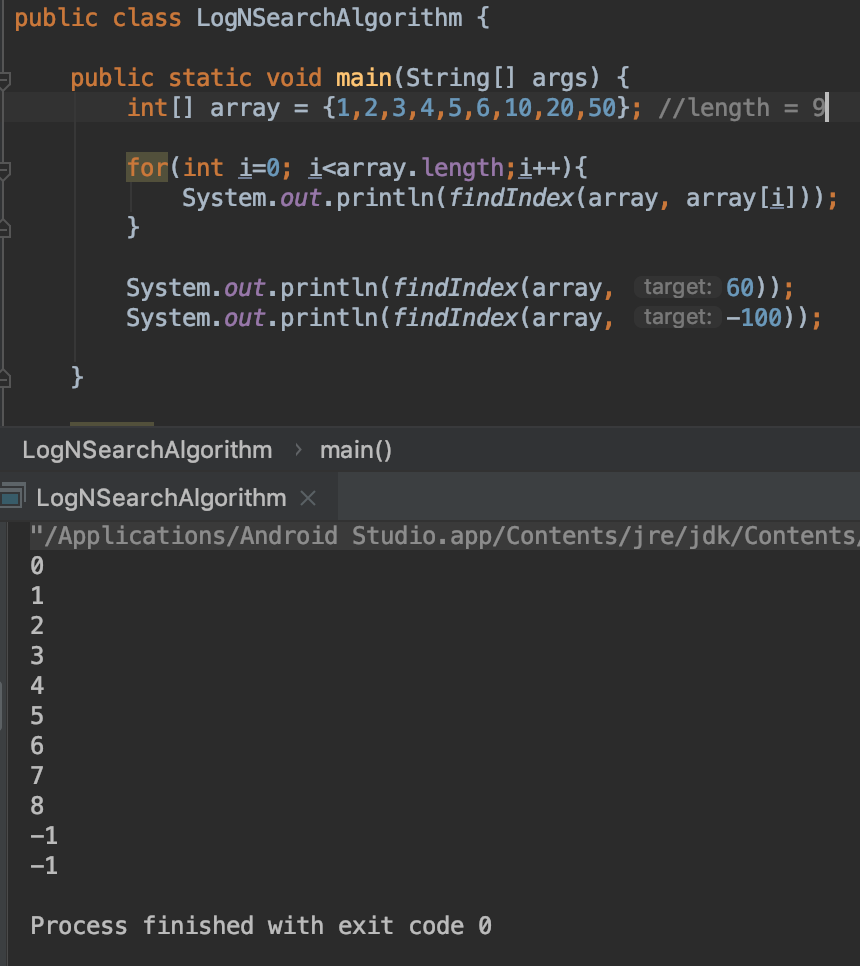 public class LogNSearchAlgorithm {
public static void main(String[] args) {
int[] array = {1,2,3,4,5,6,10,20,50}; //length = 9
for(int i=0; i<array.length;i++){
System.out.println(findIndex(array, array[i]));
}
System.out.println(findIndex(array, target: 60));
System.out.println(findIndex(array, target: -100));
}
LogNSearchAlgorithm › main()
LogNSearchAlgorithm ×
"/Applications/Android Studio.app/Contents/jre/jdk/Contents/
0
1
2
3
4
5
6
7
8
-1
-1
Process finished with exit code 0